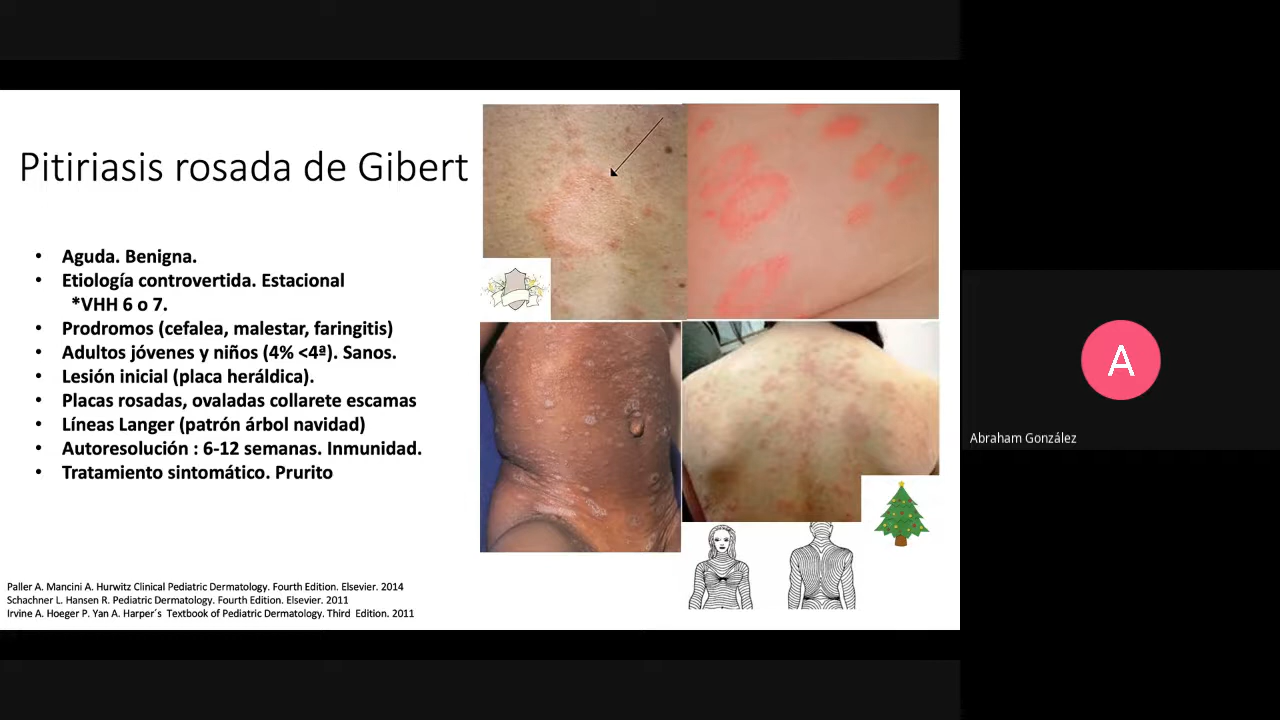 Pitiriasis rosada de Gibert
• Aguda. Benigna.
• Etiología controvertida. Estacional
*VHH 6 o 7.
• Prodromos (cefalea, malestar, faringitis)
• Adultos jóvenes y niños (4% <4ª). Sanos.
• Lesión inicial (placa heráldica).
• Placas rosadas, ovaladas collarete escamas
• Líneas Langer (patrón árbol navidad)
• Autoresolución : 6-12 semanas. Inmunidad.
• Tratamiento sintomático. Prurito
Paller A. Mancini A. Hurwitz Clinical Pediatric Dermatology. Fourth Edition. Elsevier. 2014
Schachner L. Hansen R. Pediatric Dermatology. Fourth Edition. Elsevier. 2011
Irvine A. Hoeger P. Yan A. Harper´s Textbook of Pediatric Dermatology. Third Edition. 2011
A
Abraham González